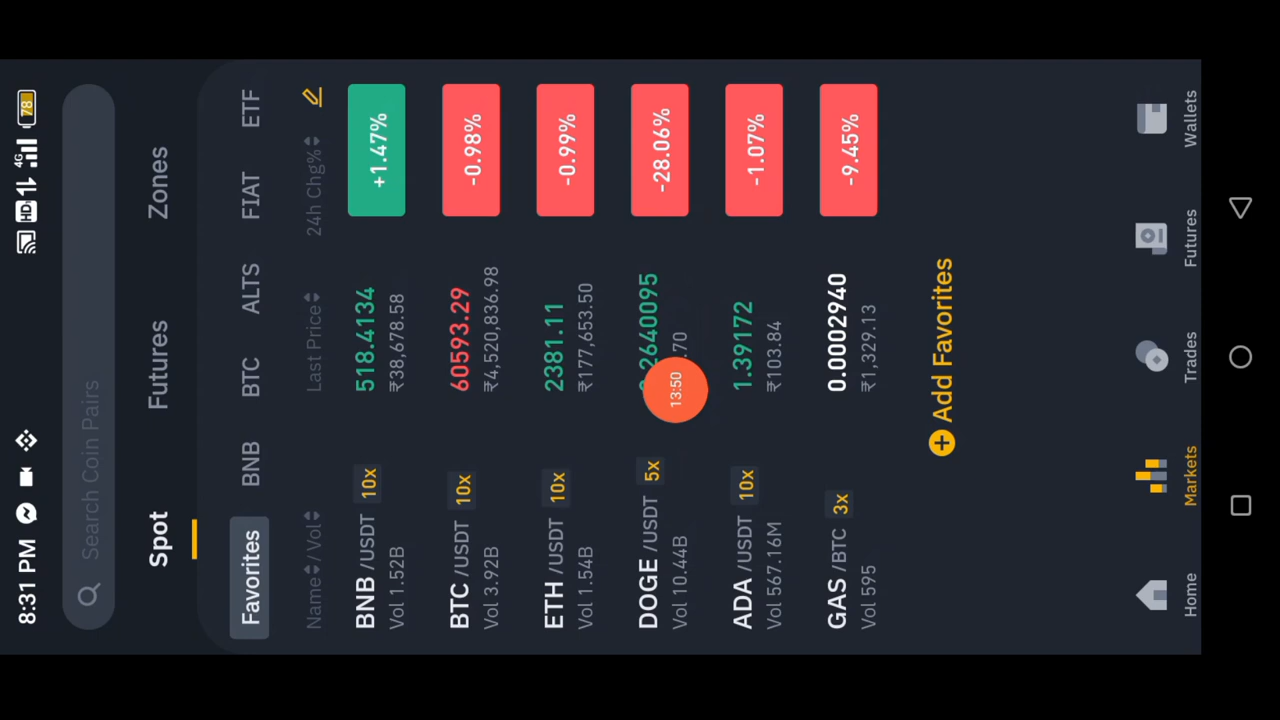 8:31 PM HD 4G 78
Search Coin Pairs
Spot Futures Zones
Favorites BNB BTC ALTS FIAT ETF
Name / Vol Last Price 24h Chg%
BNB /USDT 10x 518.4134 +1.47%
Vol 1.52B ₹38,678.58
BTC /USDT 10x 60593.29 -0.98%
Vol 3.92B ₹4,520,836.98
ETH /USDT 10x 2381.11 -0.99%
Vol 1.54B ₹177,653.50
DOGE /USDT 5x .2640095 -28.06%
Vol 10.44B .70
13:50
ADA /USDT 10x 1.39172 -1.07%
Vol 567.16M ₹103.84
GAS /BTC 3x 0.0002940 -9.45%
Vol 595 ₹1,329.13
+ Add Favorites
Home Markets Trades Futures Wallets